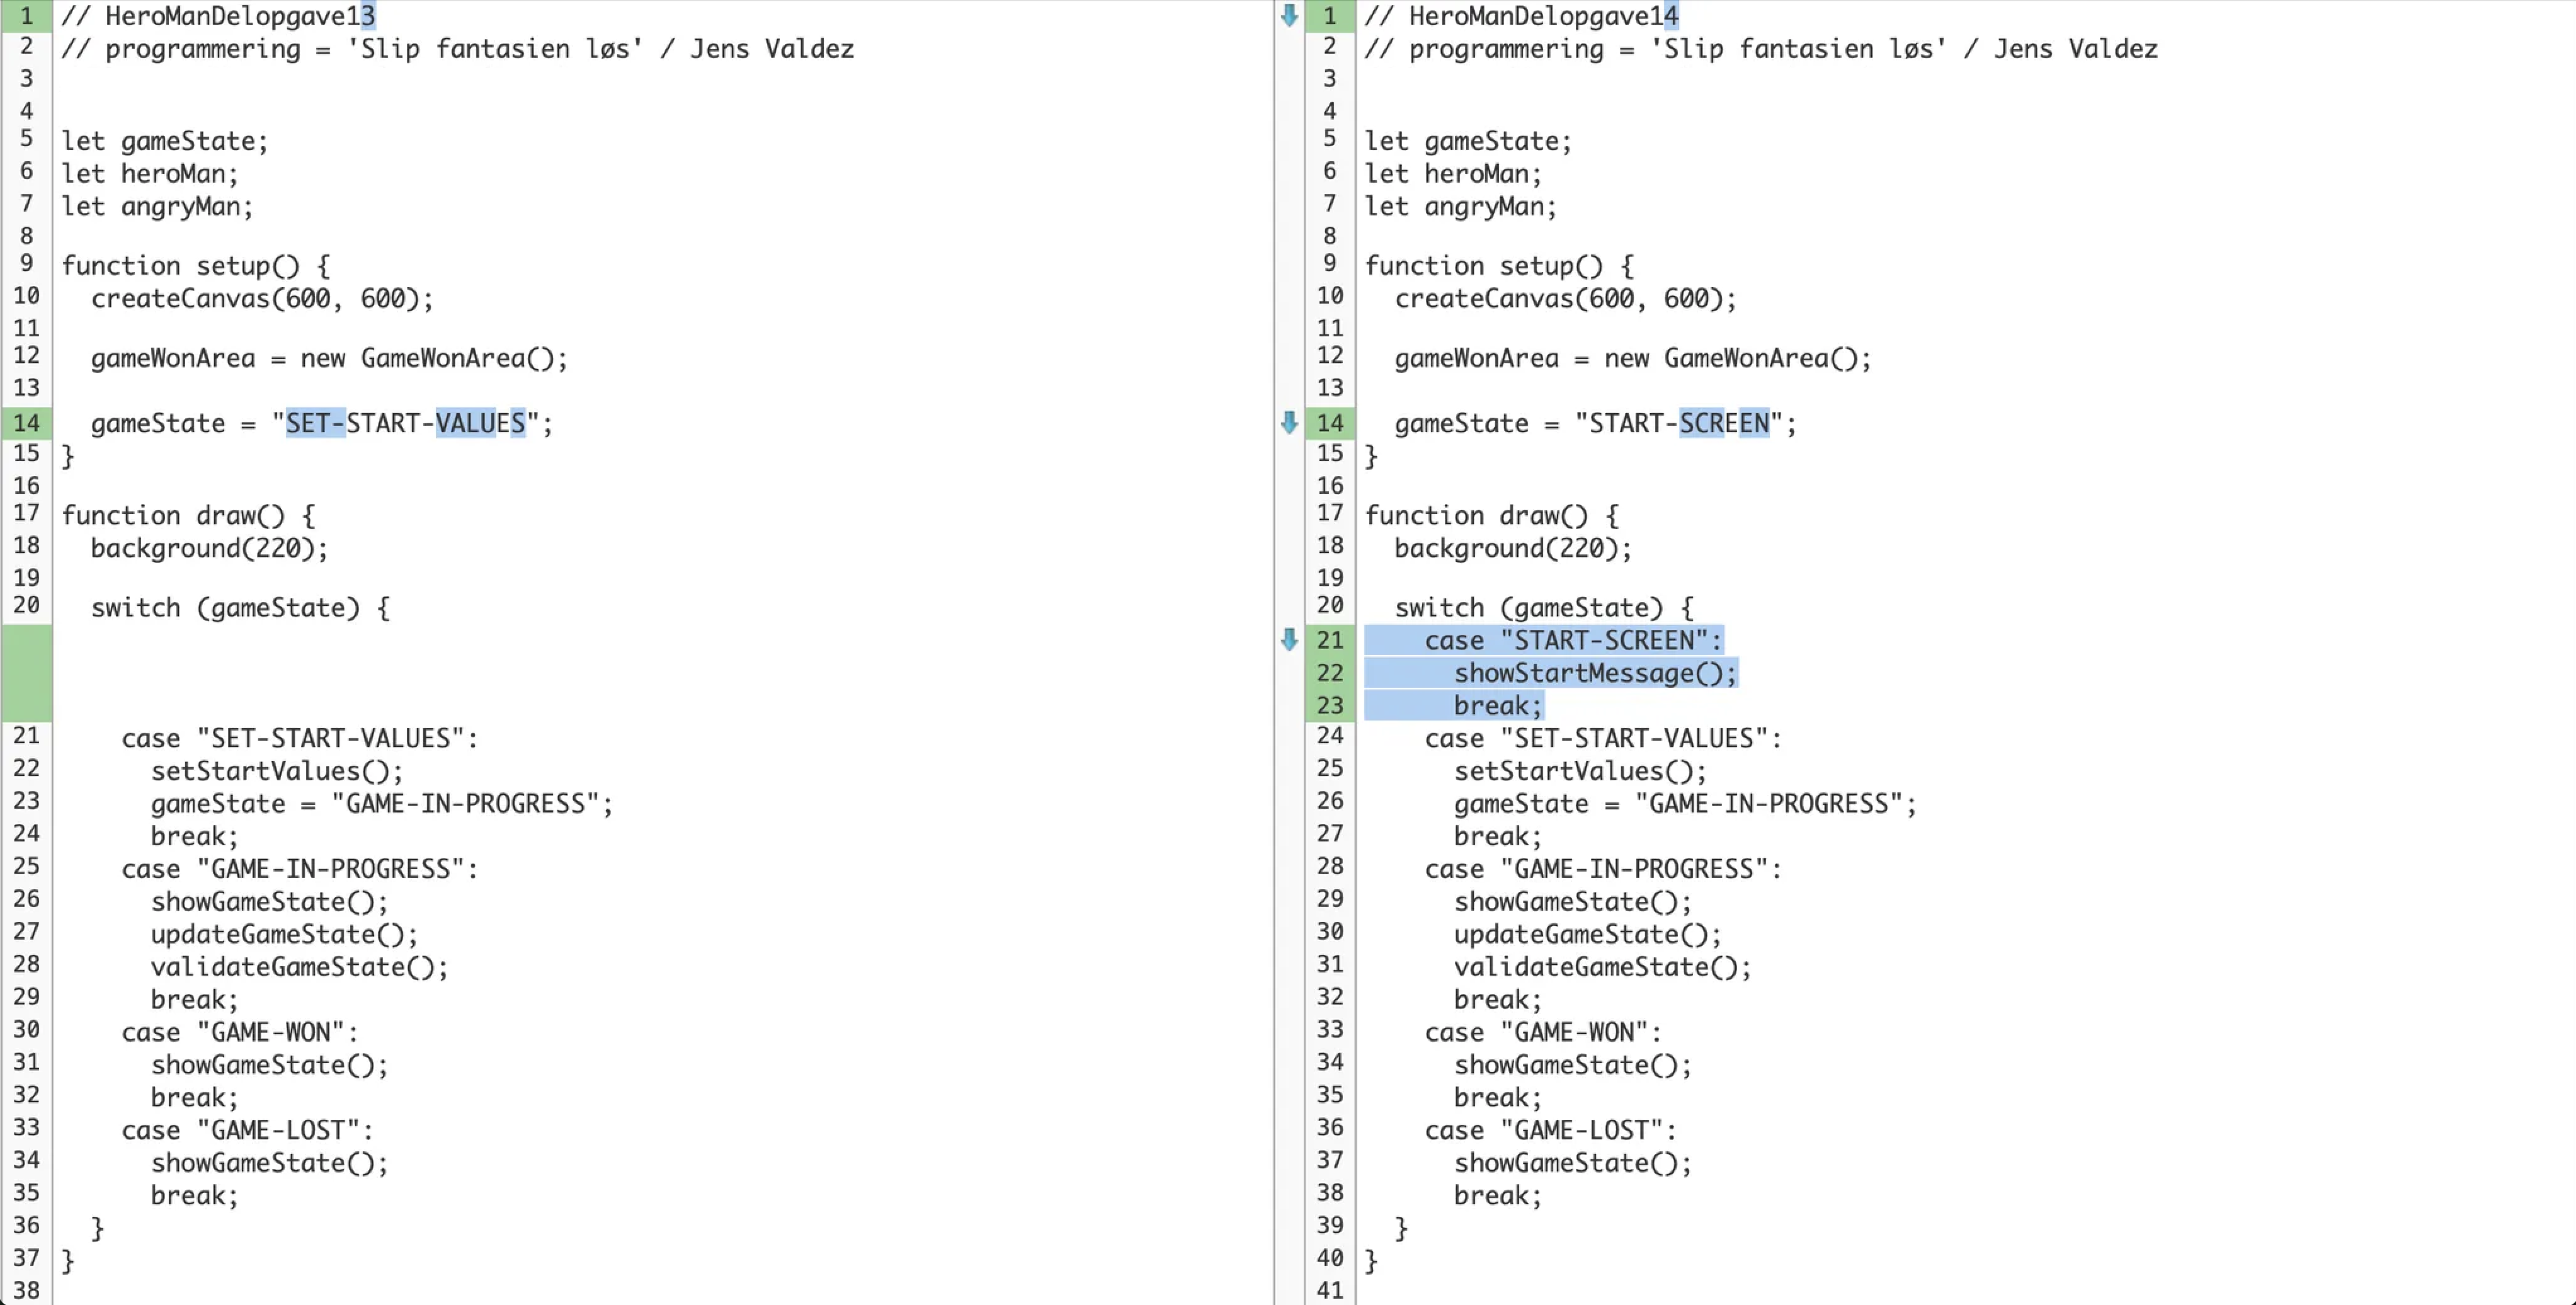 1 // HeroManDelopgave13
2 // programmering = 'Slip fantasien løs' / Jens Valdez
3
4
5 let gameState;
6 let heroMan;
7 let angryMan;
8
9 function setup() {
10   createCanvas(600, 600);
11
12   gameWonArea = new GameWonArea();
13
14   gameState = "SET-START-VALUES";
15 }
16
17 function draw() {
18   background(220);
19
20   switch (gameState) {
21     case "SET-START-VALUES":
22       setStartValues();
23       gameState = "GAME-IN-PROGRESS";
24       break;
25     case "GAME-IN-PROGRESS":
26       showGameState();
27       updateGameState();
28       validateGameState();
29       break;
30     case "GAME-WON":
31       showGameState();
32       break;
33     case "GAME-LOST":
34       showGameState();
35       break;
36   }
37 }
38
1 // HeroManDelopgave14
2 // programmering = 'Slip fantasien løs' / Jens Valdez
3
4
5 let gameState;
6 let heroMan;
7 let angryMan;
8
9 function setup() {
10   createCanvas(600, 600);
11
12   gameWonArea = new GameWonArea();
13
14   gameState = "START-SCREEN";
15 }
16
17 function draw() {
18   background(220);
19
20   switch (gameState) {
21     case "START-SCREEN":
22       showStartMessage();
23       break;
24     case "SET-START-VALUES":
25       setStartValues();
26       gameState = "GAME-IN-PROGRESS";
27       break;
28     case "GAME-IN-PROGRESS":
29       showGameState();
30       updateGameState();
31       validateGameState();
32       break;
33     case "GAME-WON":
34       showGameState();
35       break;
36     case "GAME-LOST":
37       showGameState();
38       break;
39   }
40 }
41